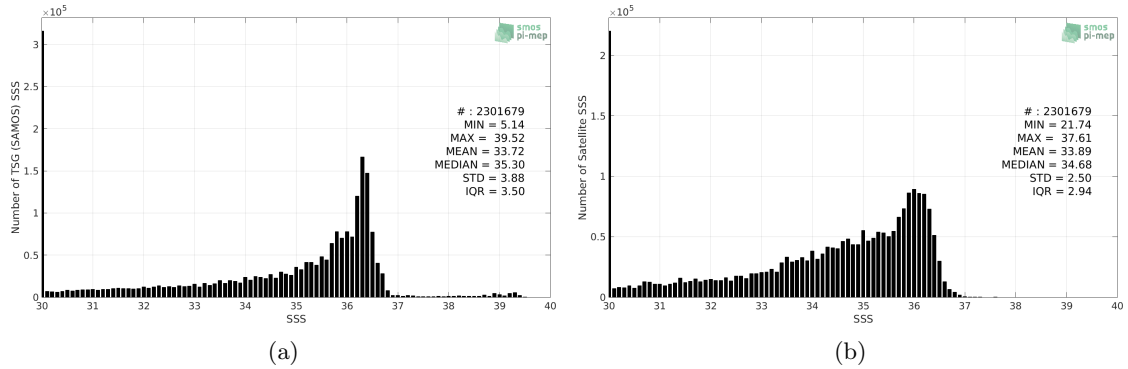 ×10⁵
smos
pi-mep
3
2.5
2
1.5
1
0.5
0
Number of TSG (SAMOS) SSS
# : 2301679
MIN = 5.14
MAX = 39.52
MEAN = 33.72
MEDIAN = 35.30
STD = 3.88
IQR = 3.50
30 31 32 33 34 35 36 37 38 39 40
SSS
(a)
×10⁵
smos
pi-mep
2
1.5
1
0.5
0
Number of Satellite SSS
# : 2301679
MIN = 21.74
MAX = 37.61
MEAN = 33.89
MEDIAN = 34.68
STD = 2.50
IQR = 2.94
30 31 32 33 34 35 36 37 38 39 40
SSS
(b)